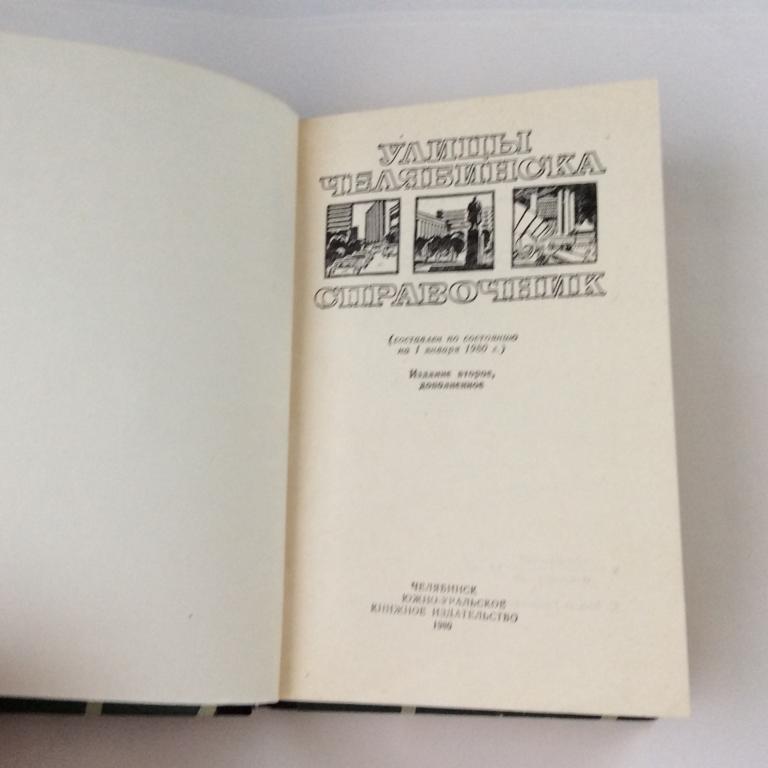 УЛИЦЫ
ЧЕЛЯБИНСКА
СПРАВОЧНИК
(составлен по состоянию
на 1 января 1980 г.)
Издание второе,
дополненное
ЧЕЛЯБИНСК
ЮЖНО-УРАЛЬСКОЕ
КНИЖНОЕ ИЗДАТЕЛЬСТВО
1980